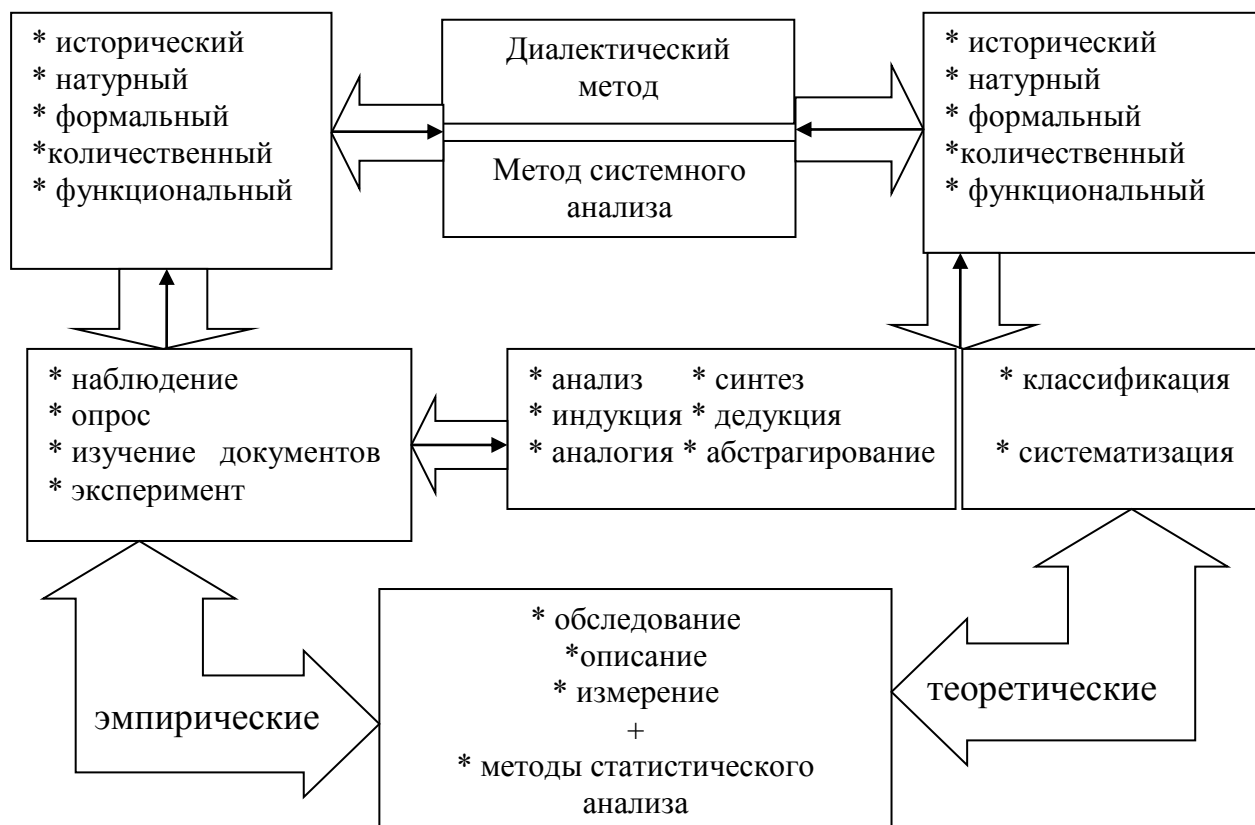 * исторический
* натурный
* формальный
*количественный
* функциональный
Диалектический
метод
Метод системного
анализа
* исторический
* натурный
* формальный
*количественный
* функциональный
* наблюдение
* опрос
* изучение документов
* эксперимент
* анализ * синтез
* индукция * дедукция
* аналогия * абстрагирование
* классификация
* систематизация
эмпирические
* обследование
*описание
* измерение
+
* методы статистического
анализа
теоретические